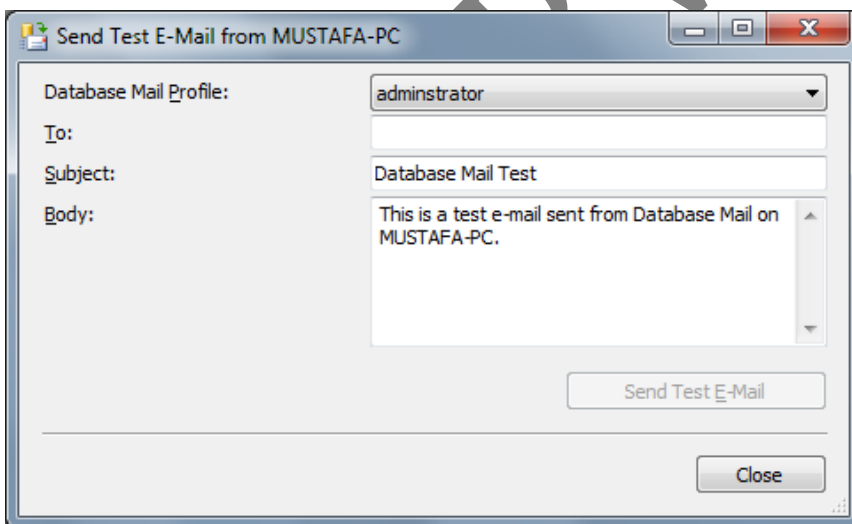 Send Test E-Mail from MUSTAFA-PC
Database Mail Profile:
adminstrator
To:
Subject:
Database Mail Test
Body:
This is a test e-mail sent from Database Mail on
MUSTAFA-PC.
Send Test E-Mail
Close